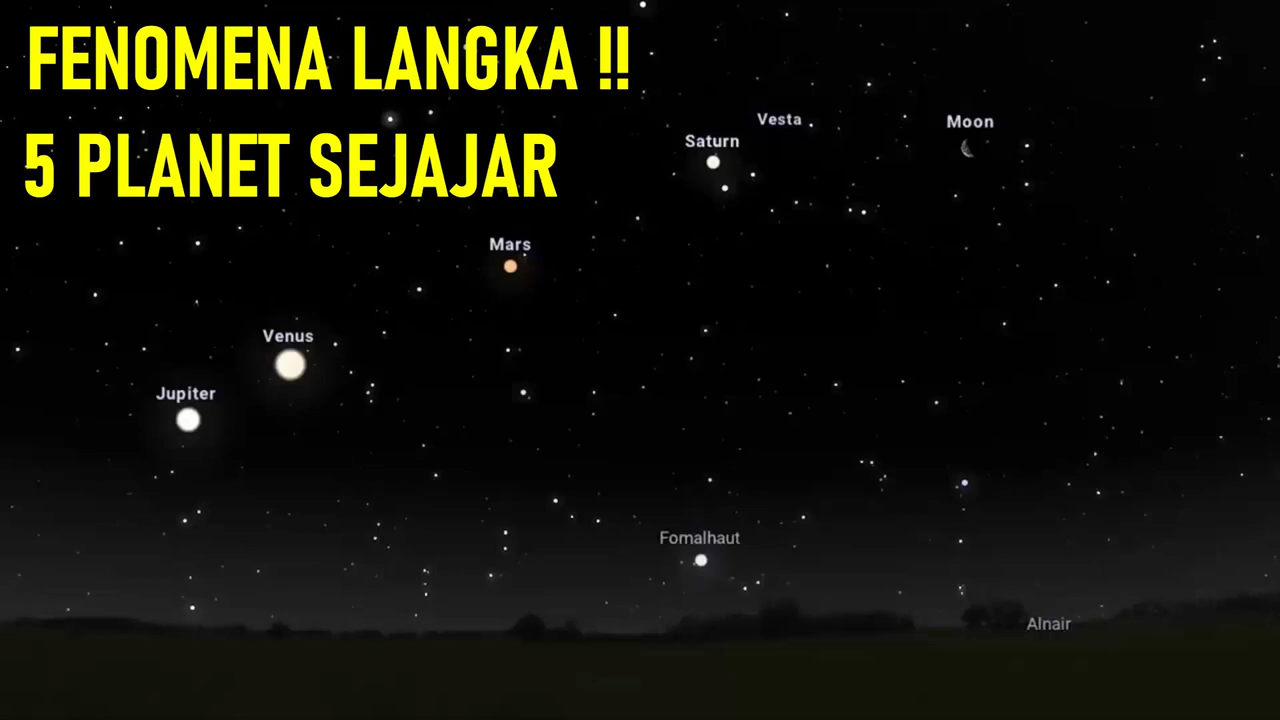 FENOMENA LANGKA !!
5 PLANET SEJAJAR
Vesta
Moon
Saturn
Mars
Venus
Jupiter
Fomalhaut
Alnair